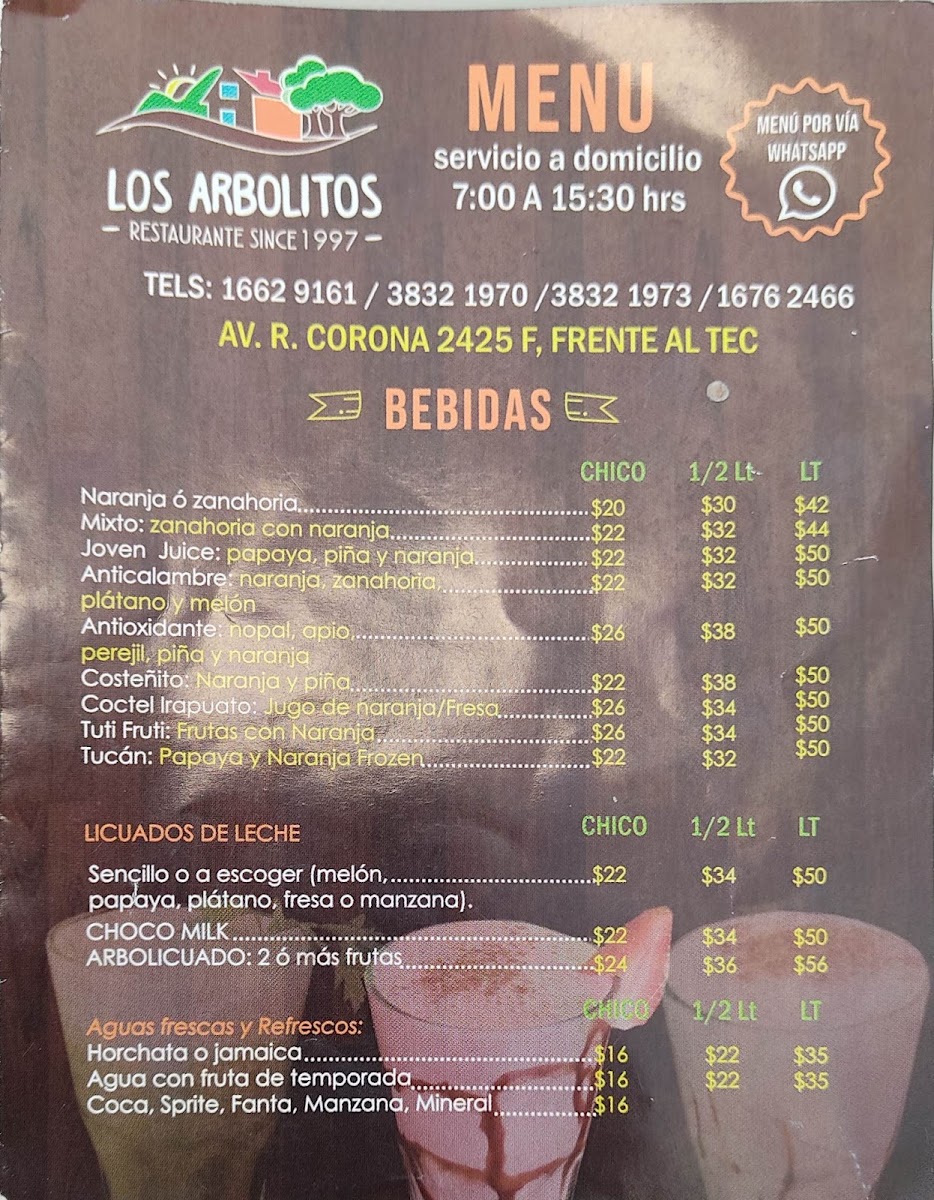 LOS ARBOLITOS
- RESTAURANTE SINCE 1997 -
MENU
servicio a domicilio
7:00 A 15:30 hrs
MENÚ POR VÍA
WHATSAPP
TELS: 1662 9161 / 3832 1970 /3832 1973 /1676 2466
AV. R. CORONA 2425 F, FRENTE AL TEC
BEBIDAS
CHICO 1/2 Lt LT
Naranja ó zanahoria $20 $30 $42
Mixto: zanahoria con naranja $22 $32 $44
Joven Juice: papaya, piña y naranja $22 $32 $50
Anticalambre: naranja, zanahoria, $22 $32 $50
plátano y melón
Antioxidante: nopal, apio, $26 $38 $50
perejil, piña y naranja
Costeñito: Naranja y piña $22 $38 $50
Coctel Irapuato: Jugo de naranja/Fresa $26 $34 $50
Tuti Fruti: Frutas con Naranja $26 $34 $50
Tucán: Papaya y Naranja Frozen $22 $32 $50
LICUADOS DE LECHE CHICO 1/2 Lt LT
Sencillo o a escoger (melón, $22 $34 $50
papaya, plátano, fresa o manzana).
CHOCO MILK $22 $34 $50
ARBOLICUADO: 2 ó más frutas $24 $36 $56
Aguas frescas y Refrescos: CHICO 1/2 Lt LT
Horchata o jamaica $16 $22 $35
Agua con fruta de temporada $16 $22 $35
Coca, Sprite, Fanta, Manzana, Mineral $16